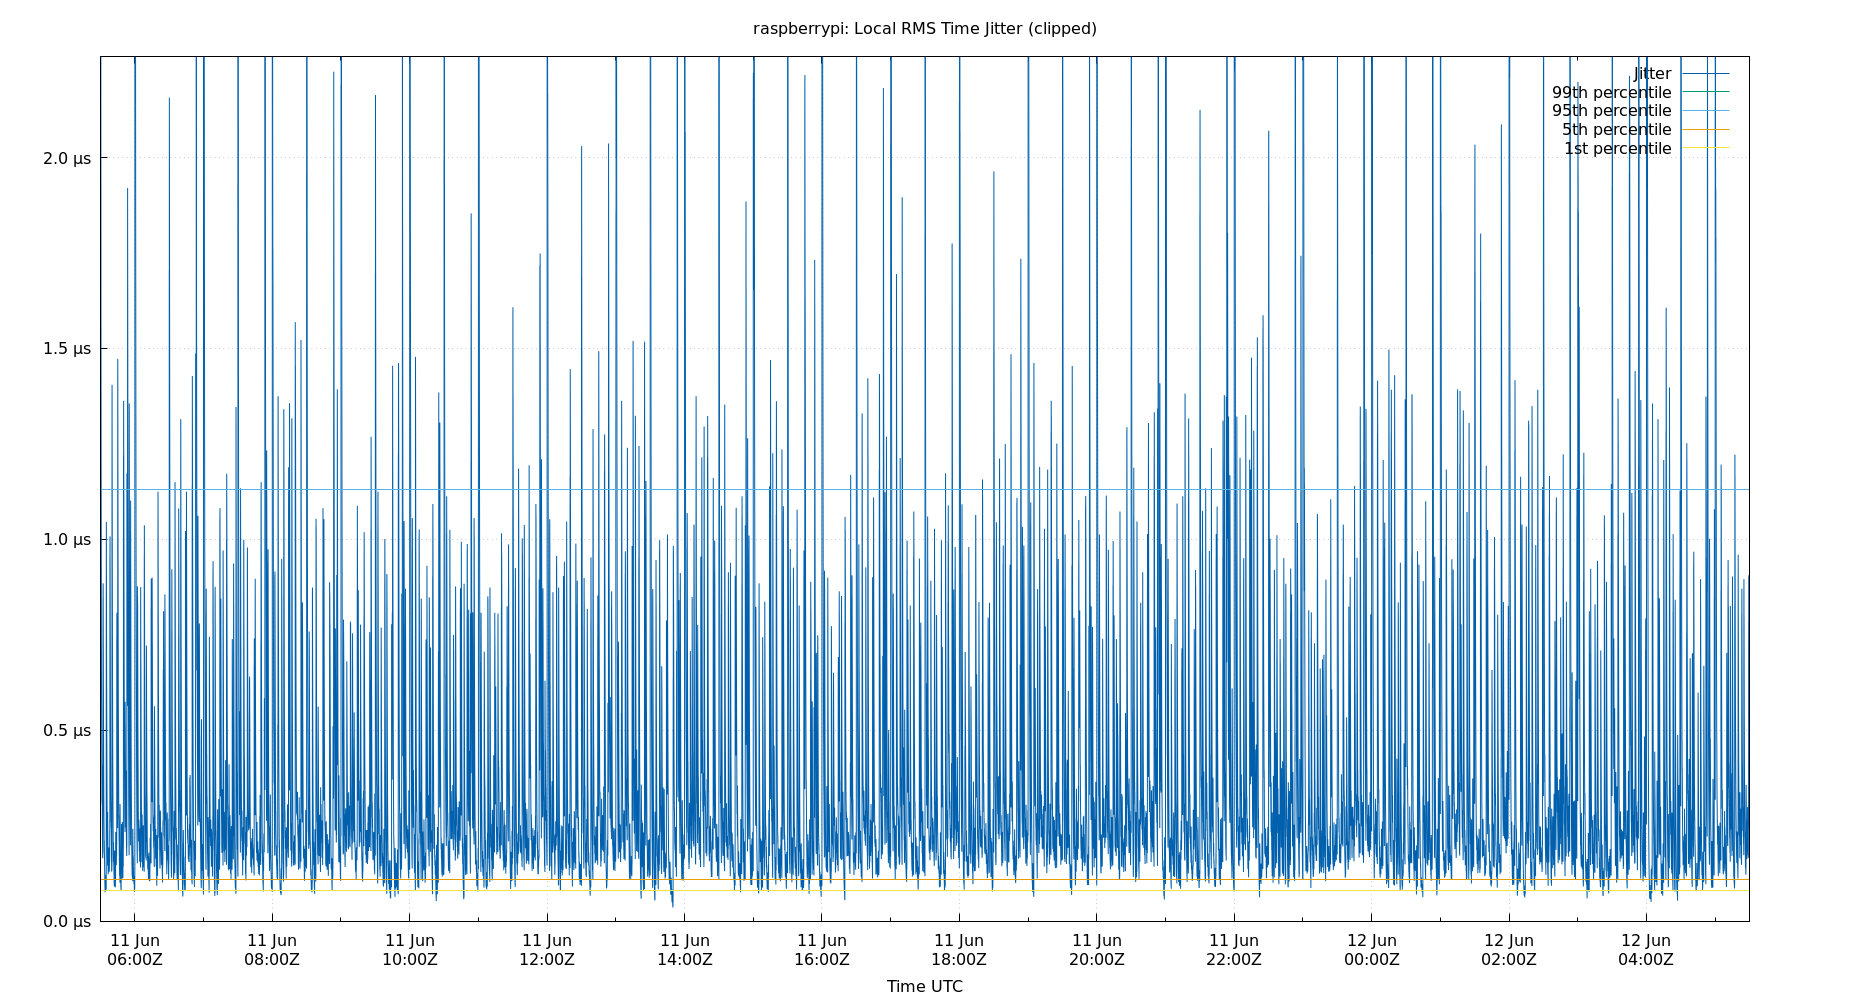 raspberrypi: Local RMS Time Jitter (clipped)
Jitter
99th percentile
95th percentile
5th percentile
1st percentile
2.0 µs
1.5 µs
1.0 µs
0.5 µs
0.0 µs
11 Jun 11 Jun 11 Jun 11 Jun 11 Jun 11 Jun 11 Jun 11 Jun 11 Jun 12 Jun 12 Jun 12 Jun
06:00Z 08:00Z 10:00Z 12:00Z 14:00Z 16:00Z 18:00Z 20:00Z 22:00Z 00:00Z 02:00Z 04:00Z
Time UTC